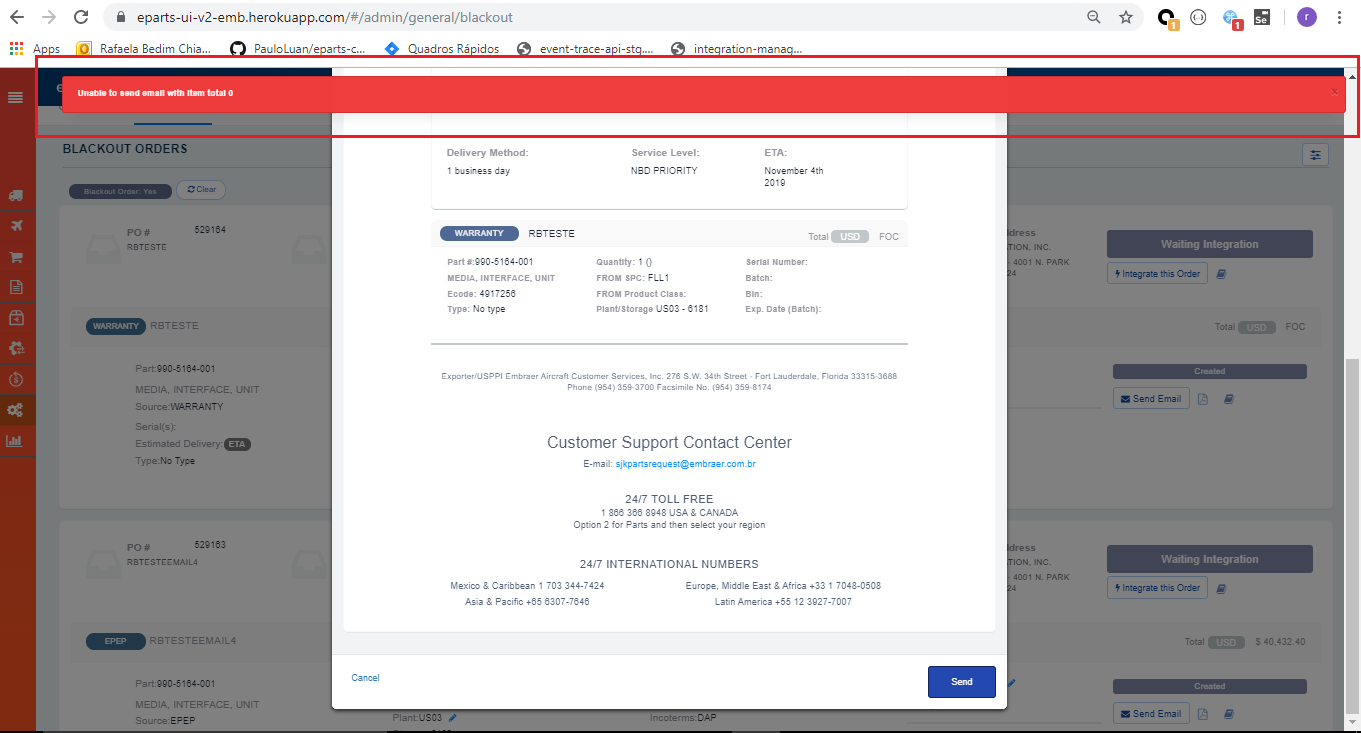 eparts-ui-v2-emb.herokuapp.com/#/admin/general/blackout
1
1
Se
r
Apps
Rafaela Bedim Chia...
PauloLuan/eparts-c...
Quadros Rápidos
event-trace-api-stg....
integration-manag...
Unable to send email with item total 0
x
BLACKOUT ORDERS
Blackout Order: Yes
Clear
Delivery Method:
Service Level:
ETA:
1 business day
NBD PRIORITY
November 4th
2019
WARRANTY
RBTESTE
Total
USD
FOC
Part #:990-5164-001
Quantity: 1 ()
Serial Number:
MEDIA, INTERFACE, UNIT
FROM SPC: FLL1
Batch:
Ecode: 4917256
FROM Product Class:
Bin:
Type: No type
Plant/Storage US03 - 6181
Exp. Date (Batch):
Exporter/USPPI Embraer Aircraft Customer Services, Inc. 276 S.W. 34th Street - Fort Lauderdale, Florida 33315-3688
Phone (954) 359-3700 Facsimile No. (954) 359-8174
Customer Support Contact Center
E-mail: sjkpartsrequest@embraer.com.br
24/7 TOLL FREE
1 866 366 8948 USA & CANADA
Option 2 for Parts and then select your region
24/7 INTERNATIONAL NUMBERS
Mexico & Caribbean 1 703 344-7424
Europe, Middle East & Africa +33 1 7048-0508
Asia & Pacific +65 6307-7646
Latin America +55 12 3927-7007
Cancel
Send
PO #
529164
RBTESTE
ddress
TION, INC.
- 4001 N. PARK
24
Waiting Integration
Integrate this Order
WARRANTY
RBTESTE
Total
USD
FOC
Part:990-5164-001
MEDIA, INTERFACE, UNIT
Source:WARRANTY
Serial(s):
Estimated Delivery: ETA
Type:No Type
Created
Send Email
PO #
529163
RBTESTEEMAIL4
ddress
TION, INC.
- 4001 N. PARK
24
Waiting Integration
Integrate this Order
EPEP
RBTESTEEMAIL4
Total
USD
$ 40,432.40
Part:990-5164-001
MEDIA, INTERFACE, UNIT
Source:EPEP
Plant:US03
Incoterms:DAP
Created
Send Email